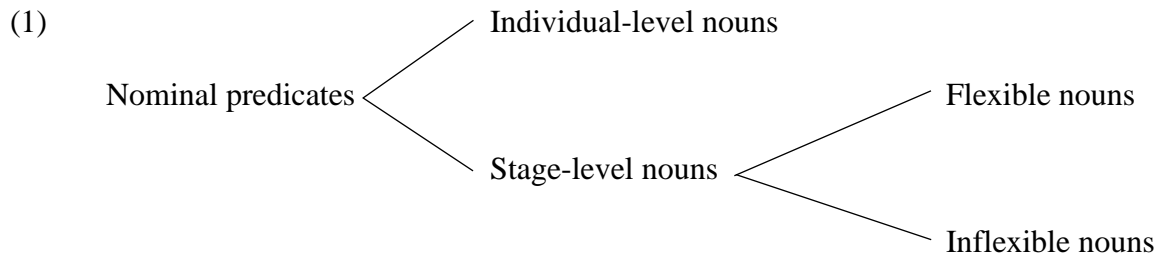 (1)
Individual-level nouns
Nominal predicates
Flexible nouns
Stage-level nouns
Inflexible nouns